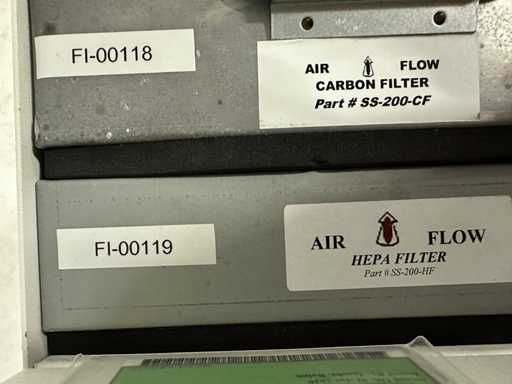 FI-00118
AIR FLOW
CARBON FILTER
Part # SS-200-CF
FI-00119
AIR FLOW
HEPA FILTER
Part # SS-200-HF